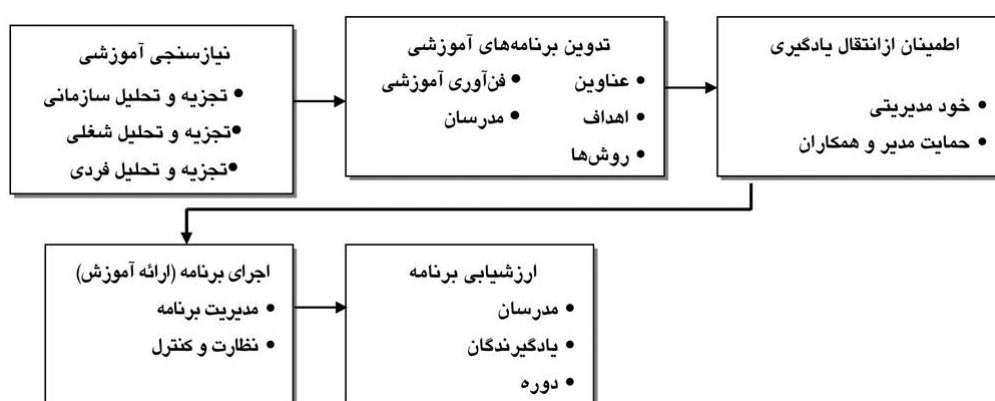 نیازسنجی آموزشی
• تجزیه و تحلیل سازمانی
•تجزیه و تحلیل شغلی
•تجزیه و تحلیل فردی
تدوین برنامه‌های آموزشی
• عناوین
• اهداف
• روش‌ها
• فن‌آوری آموزشی
• مدرسان
اطمینان ازانتقال یادگیری
• خود مدیریتی
• حمایت مدیر و همکاران
اجرای برنامه (ارائه آموزش)
• مدیریت برنامه
• نظارت و کنترل
ارزشیابی برنامه
• مدرسان
• یادگیرندگان
• دوره